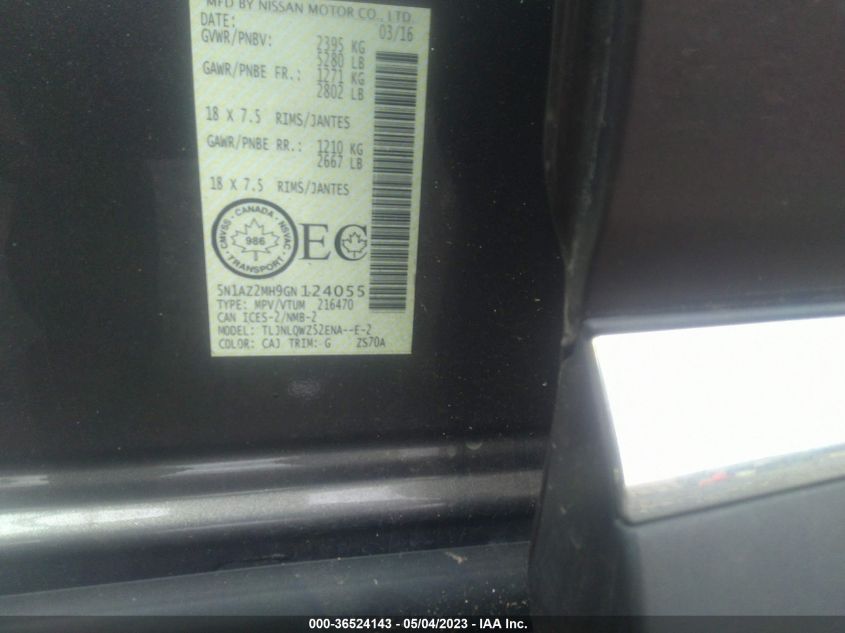 MFD BY NISSAN MOTOR CO., LTD.
DATE: 03/16
GVWR/PNBV: 2395 KG
5280 LB
GAWR/PNBE FR.: 1271 KG
2802 LB
18 X 7.5 RIMS/JANTES
GAWR/PNBE RR.: 1210 KG
2667 LB
18 X 7.5 RIMS/JANTES
CMVSS - CANADA - NSVAC
986
TRANSPORT
EC
5N1AZ2MH9GN124055
TYPE: MPV/VTUM 216470
CAN ICES-2/NMB-2
MODEL: TLJNLQWZ52ENA--E-2
COLOR: CAJ TRIM: G ZS70A
000-36524143 - 05/04/2023 - IAA Inc.